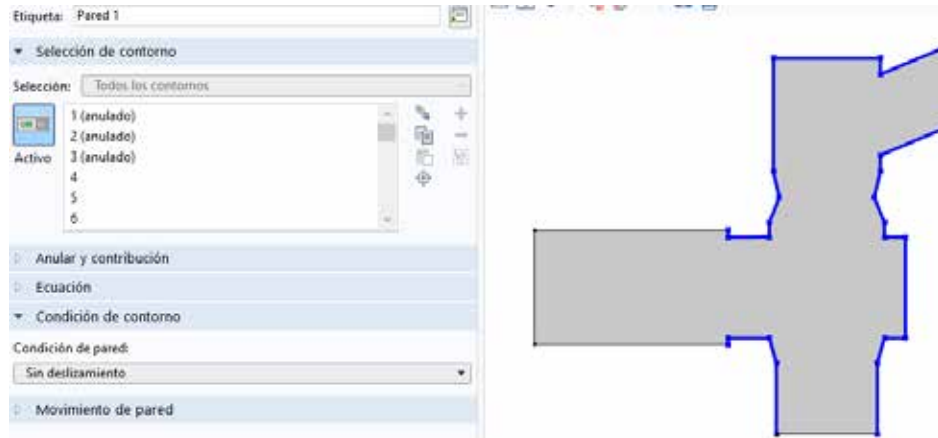 Etiqueta: Pared 1
Selección de contorno
Selección: Todos los contornos
1 (anulado)
2 (anulado)
3 (anulado)
Activo
4
5
6
Anular y contribución
Ecuación
Condición de contorno
Condición de pared:
Sin deslizamiento
Movimiento de pared